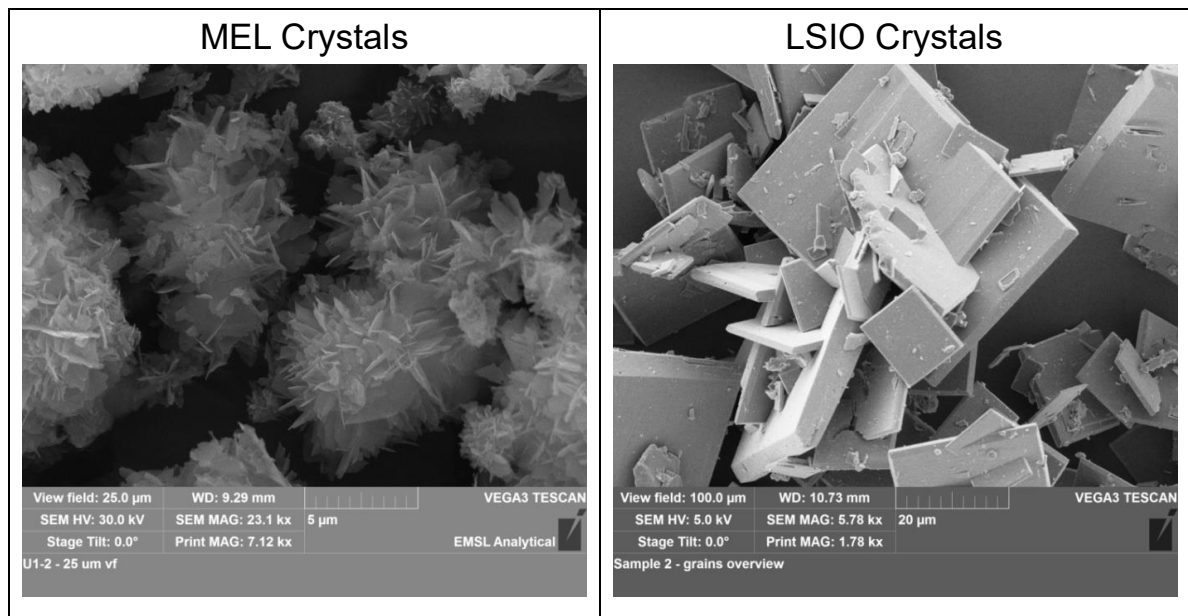 MEL Crystals
LSIO Crystals
View field: 25.0 µm WD: 9.29 mm VEGA3 TESCAN
SEM HV: 30.0 kV SEM MAG: 23.1 kx 5 µm
Stage Tilt: 0.0° Print MAG: 7.12 kx EMSL Analytical
U1-2 - 25 um vf
View field: 100.0 µm WD: 10.73 mm VEGA3 TESCAN
SEM HV: 5.0 kV SEM MAG: 5.78 kx 20 µm
Stage Tilt: 0.0° Print MAG: 1.78 kx
Sample 2 - grains overview